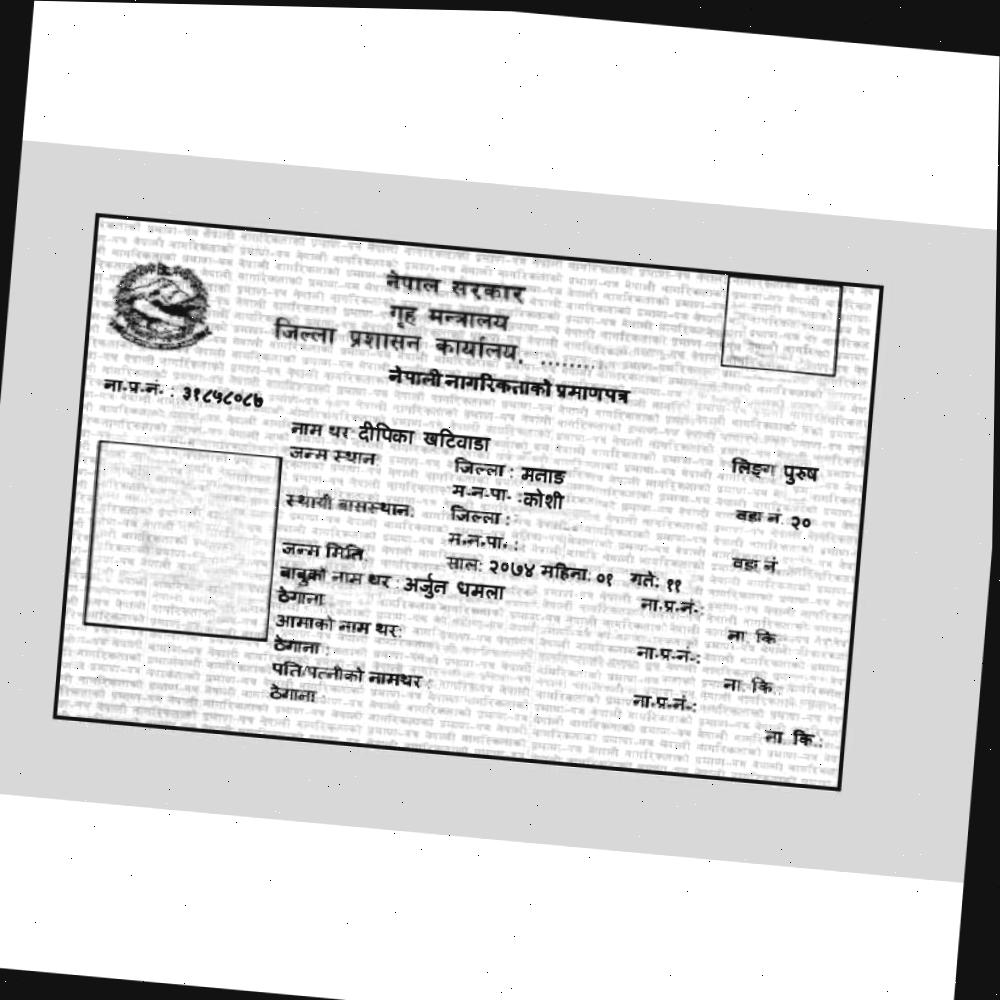 नेपाल सरकार
गृह मन्त्रालय
जिल्ला प्रशासन कार्यालय, .........
नेपाली नागरिकताको प्रमाणपत्र
ना.प्र.नं. : ३१८५८०८७
नाम थर: दीपिका खटिवाडा
लिङ्ग पुरुष
जन्म स्थान: जिल्ला : मनाङ
म.न.पा. :कोशी वडा नं. २०
स्थायी बासस्थान: जिल्ला :
म.न.पा. : वडा नं
जन्म मिति: साल: २०७४ महिना: ०१ गते: ११
बाबुको नाम थर : अर्जुन धमला ना.प्र.नं.:
ठेगाना ना. कि
आमाको नाम थर: ना.प्र.नं.:
ठेगाना : ना. कि.:
पति/पत्नीको नामथर : ना.प्र.नं.:
ठेगाना: ना. कि.: